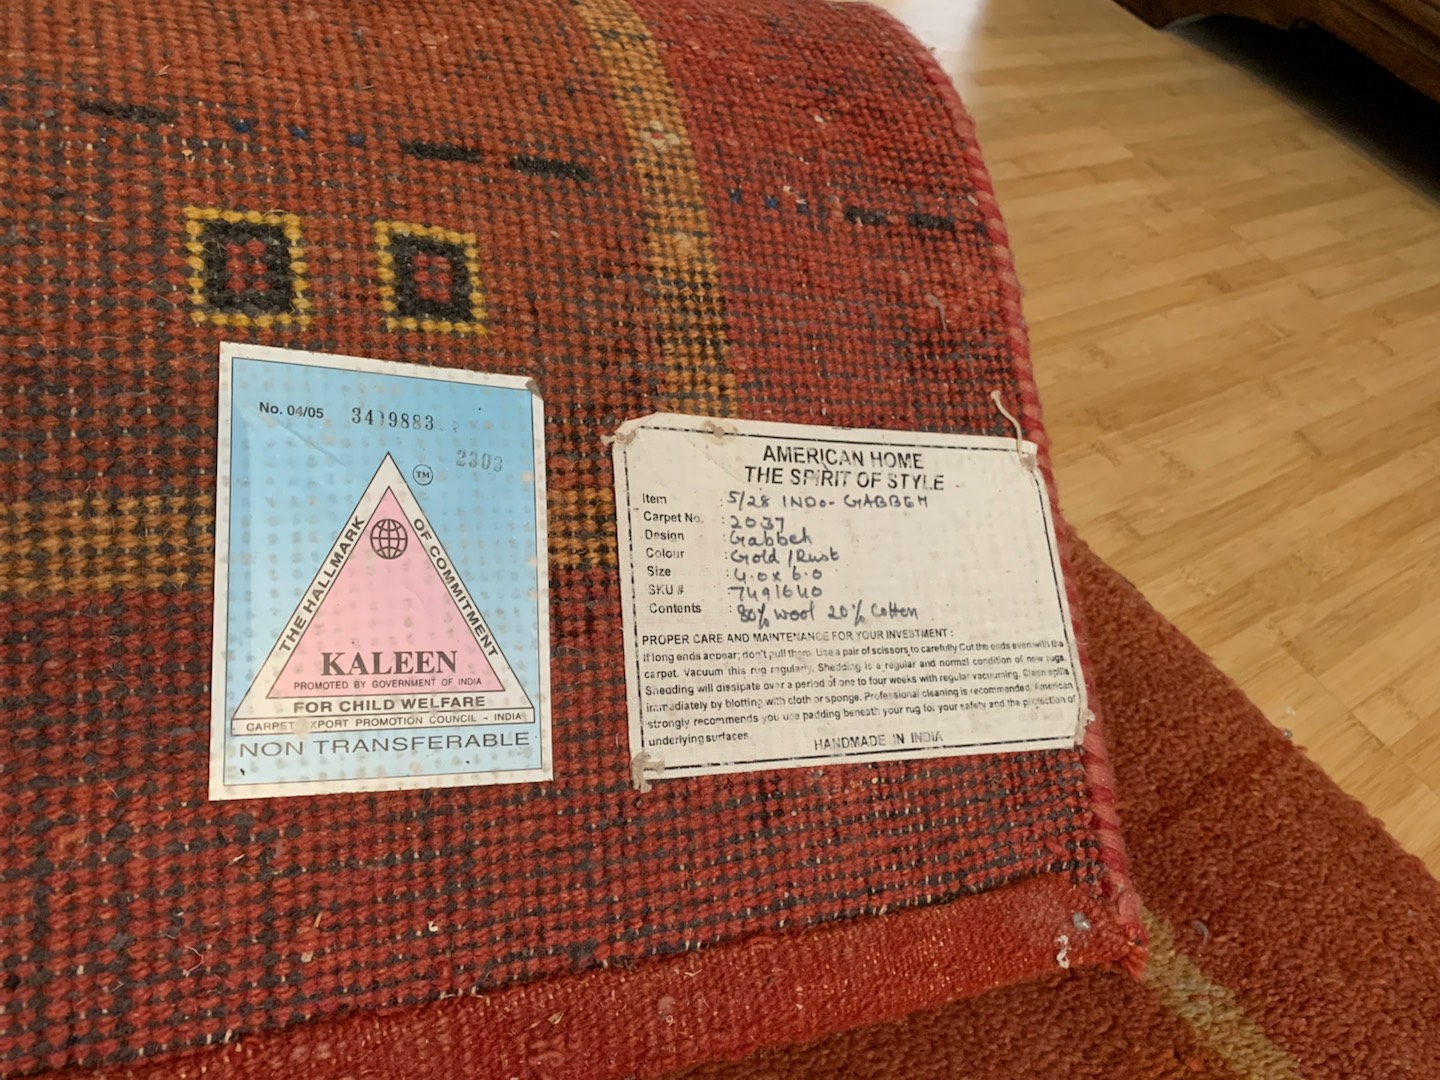 No. 04/05 3419883
2303
TM
THE HALLMARK OF COMMITMENT
KALEEN
PROMOTED BY GOVERNMENT OF INDIA
FOR CHILD WELFARE
CARPET EXPORT PROMOTION COUNCIL - INDIA
NON TRANSFERABLE
AMERICAN HOME
THE SPIRIT OF STYLE
Item : 5/28 INDO-GABBEH
Carpet No. : 2037
Design : Gabbeh
Colour : Gold/Rust
Size : 4.0 x 6.0
SKU # : 7491640
Contents : 80% wool 20% Cotten
PROPER CARE AND MAINTENANCE FOR YOUR INVESTMENT :
If long ends appear; don't pull them. Use a pair of scissors to carefully Cut the ends even with the
carpet. Vacuum this rug regularly. Shedding is a regular and normal condition of new rugs.
Shedding will dissipate over a period of one to four weeks with regular vacuming. Clean spills
immediately by blotting with cloth or sponge. Professional cleaning is recommended. American
strongly recommends you use padding beneath your rug for your safety and the protection of
underlying surfaces.
HANDMADE IN INDIA